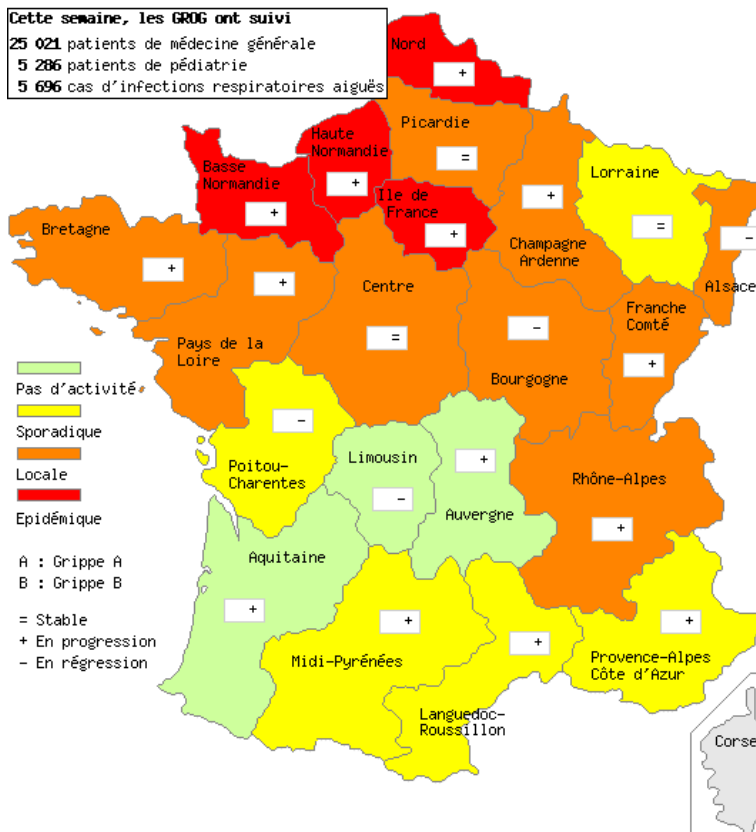 Cette semaine, les GROG ont suivi
25 021 patients de médecine générale
5 286 patients de pédiatrie
5 696 cas d'infections respiratoires aiguës
Nord
+
Picardie
=
Haute
Normandie
+
Basse
Normandie
+
Ile de
France
+
Champagne
Ardenne
+
Lorraine
=
Alsace
-
Bretagne
+
Pays de la
Loire
+
Centre
=
Bourgogne
-
Franche
Comté
+
Poitou-
Charentes
-
Limousin
-
Auvergne
+
Rhône-Alpes
+
Aquitaine
+
Midi-Pyrénées
+
Languedoc-
Roussillon
+
Provence-Alpes
Côte d'Azur
+
Corse
Pas d'activité
Sporadique
Locale
Epidémique
A : Grippe A
B : Grippe B
= Stable
+ En progression
- En régression